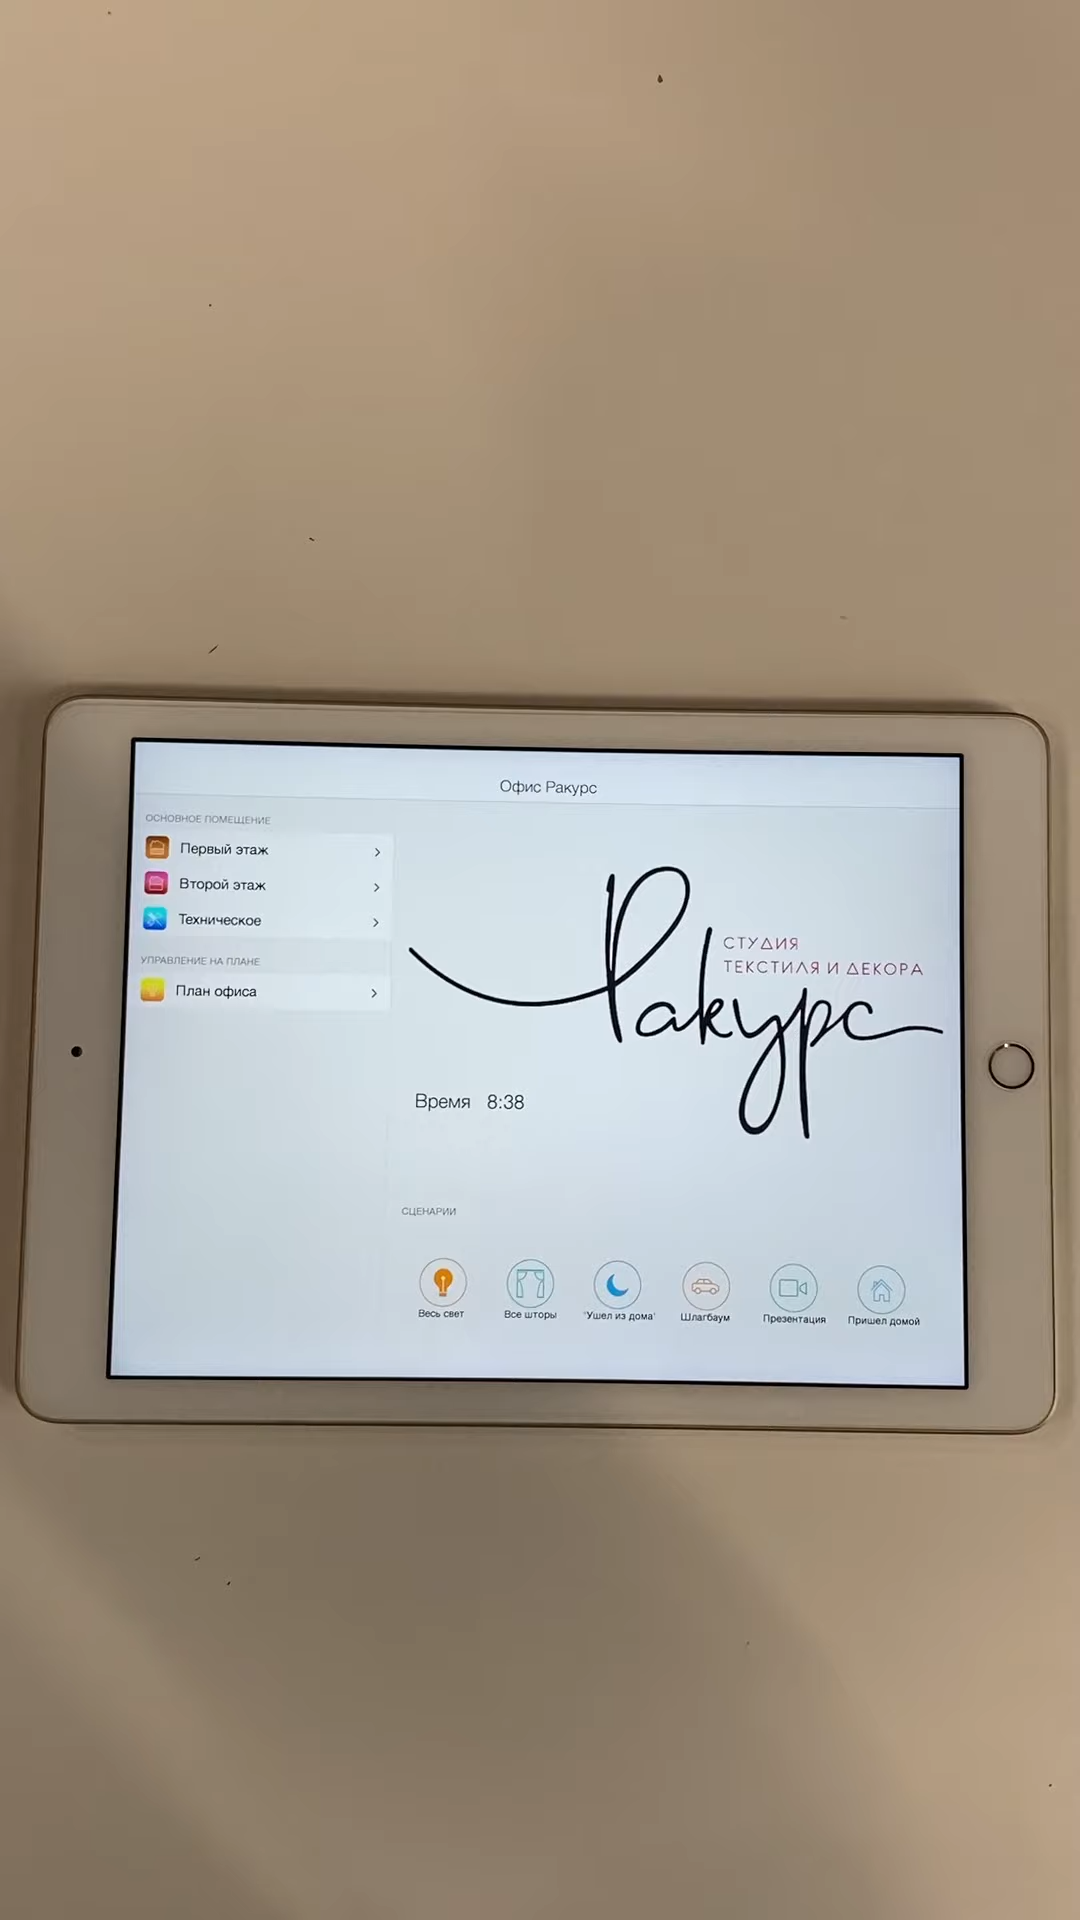 Офис Ракурс
ОСНОВНОЕ ПОМЕЩЕНИЕ
Первый этаж
Второй этаж
Техническое
УПРАВЛЕНИЕ НА ПЛАНЕ
План офиса
СТУДИЯ
ТЕКСТИЛЯ И ДЕКОРА
Ракурс
Время 8:38
СЦЕНАРИИ
Весь свет
Все шторы
"Ушел из дома"
Шлагбаум
Презентация
Пришел домой